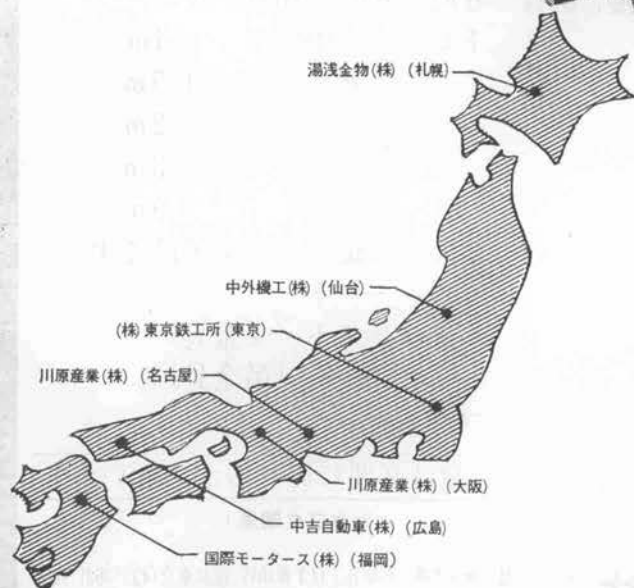 湯浅金物(株)(札幌)
中外機工(株)(仙台)
(株)東京鉄工所(東京)
川原産業(株)(名古屋)
川原産業(株)(大阪)
中吉自動車(株)(広島)
国際モータース(株)(福岡)